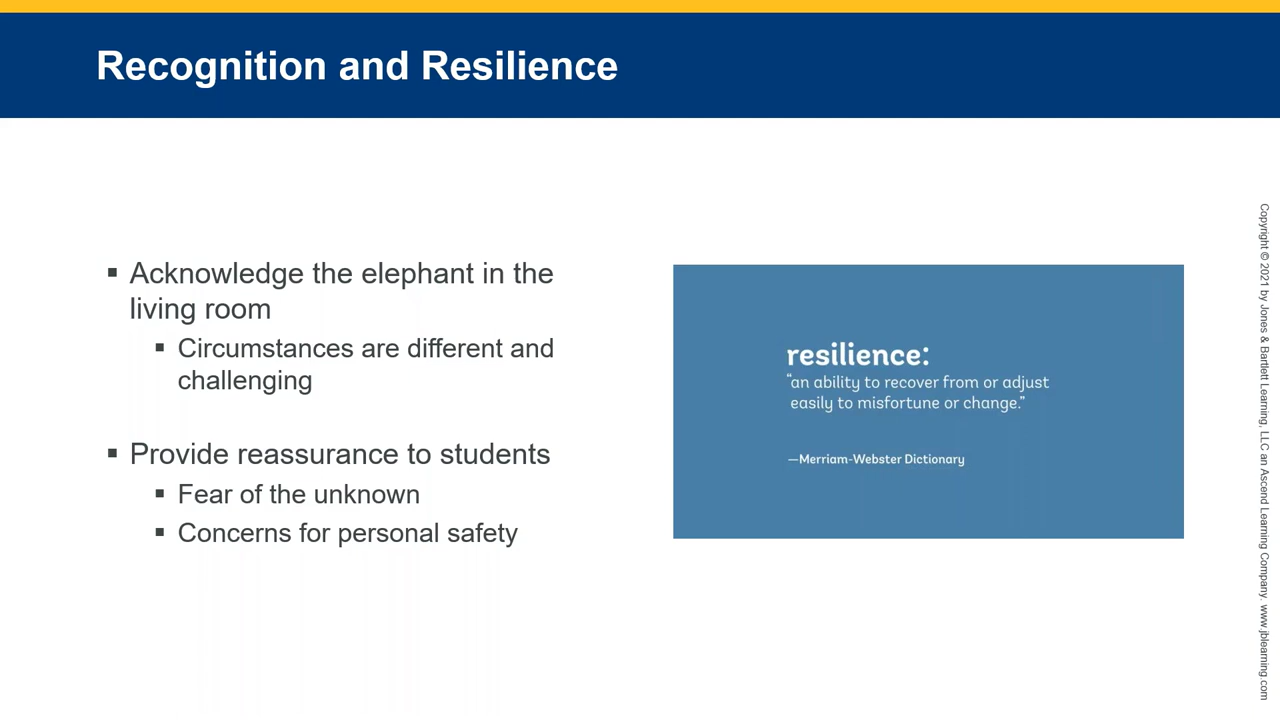 Recognition and Resilience
▪ Acknowledge the elephant in the
living room
▪ Circumstances are different and
challenging
▪ Provide reassurance to students
▪ Fear of the unknown
▪ Concerns for personal safety
resilience:
“an ability to recover from or adjust
easily to misfortune or change.”
—Merriam-Webster Dictionary
Copyright © 2021 by Jones & Bartlett Learning, LLC an Ascend Learning Company. www.jblearning.com